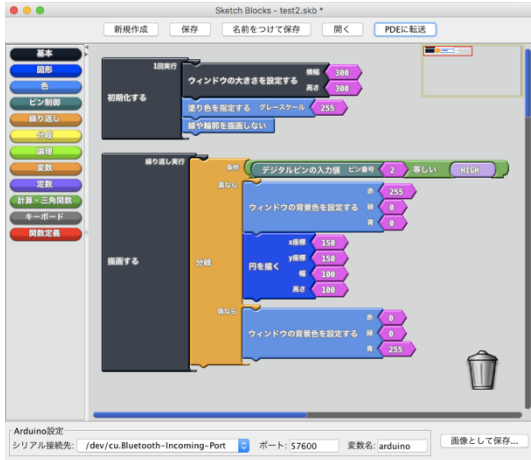 Sketch Blocks - test2.skb *
新規作成 保存 名前をつけて保存 開く PDEに転送
基本
図形
色
ピン制御
繰り返し
分岐
論理
変数
定数
計算・三角関数
キーボード
関数定義
1回実行
初期化する
ウィンドウの大きさを設定する 横幅 300
高さ 300
塗り色を指定する グレースケール 255
線や輪郭を描画しない
繰り返し実行
描画する
分岐
条件 デジタルピンの入力値 ピン番号 2 等しい HIGH
真なら
ウィンドウの背景色を設定する 赤 255
緑 0
青 0
円を描く x座標 150
y座標 150
幅 100
高さ 100
偽なら
ウィンドウの背景色を設定する 赤 0
緑 0
青 255
Arduino設定
シリアル接続先: /dev/cu.Bluetooth-Incoming-Port ポート: 57600 変数名: arduino 画像として保存...